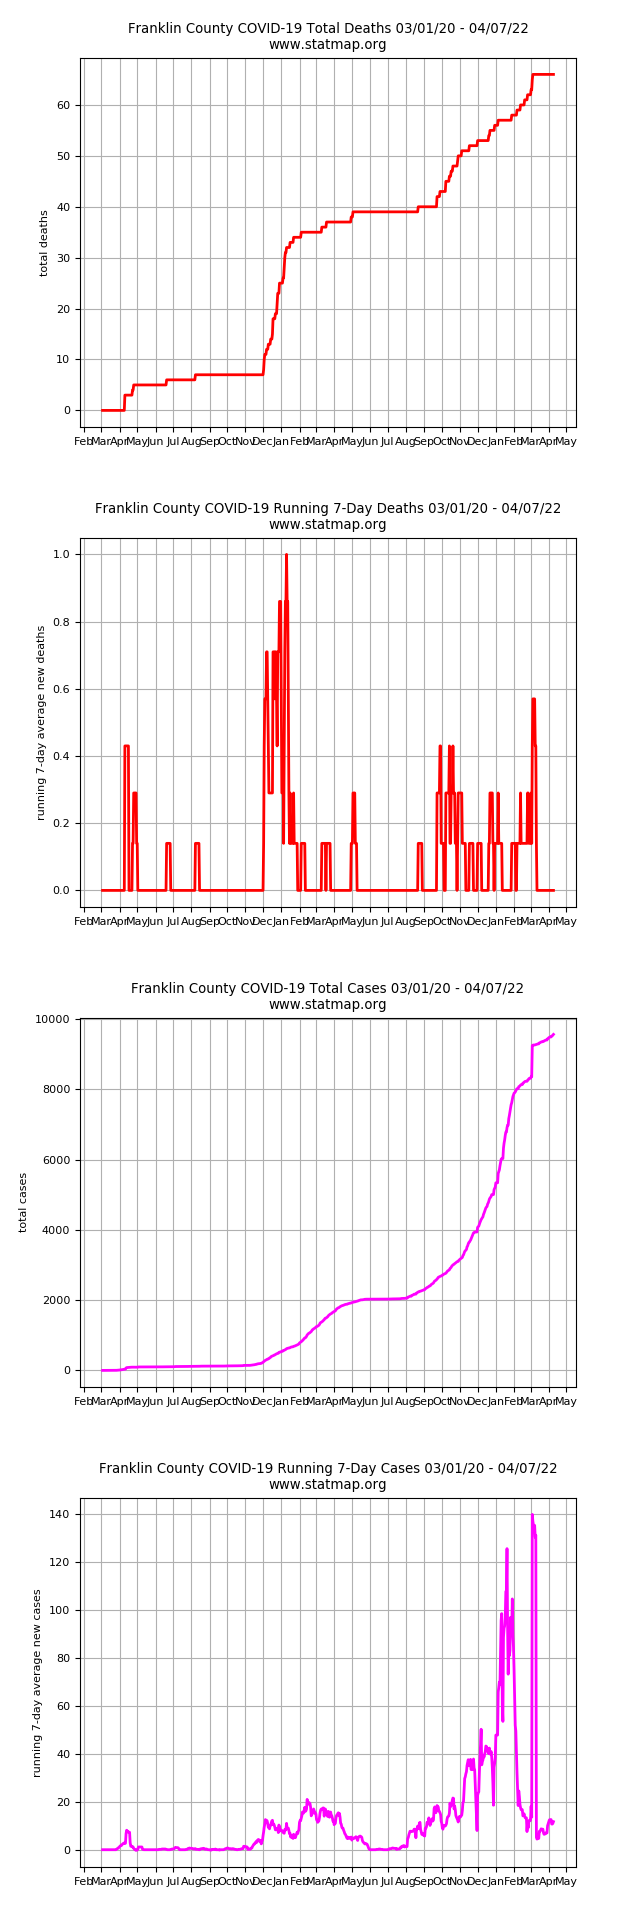 Franklin County COVID-19 Total Deaths 03/01/20 - 04/07/22
www.statmap.org
total deaths
60
50
40
30
20
10
0
Feb Mar Apr May Jun Jul Aug Sep Oct Nov Dec Jan Feb Mar Apr May Jun Jul Aug Sep Oct Nov Dec Jan Feb Mar Apr May
Franklin County COVID-19 Running 7-Day Deaths 03/01/20 - 04/07/22
www.statmap.org
running 7-day average new deaths
1.0
0.8
0.6
0.4
0.2
0.0
Feb Mar Apr May Jun Jul Aug Sep Oct Nov Dec Jan Feb Mar Apr May Jun Jul Aug Sep Oct Nov Dec Jan Feb Mar Apr May
Franklin County COVID-19 Total Cases 03/01/20 - 04/07/22
www.statmap.org
total cases
10000
8000
6000
4000
2000
0
Feb Mar Apr May Jun Jul Aug Sep Oct Nov Dec Jan Feb Mar Apr May Jun Jul Aug Sep Oct Nov Dec Jan Feb Mar Apr May
Franklin County COVID-19 Running 7-Day Cases 03/01/20 - 04/07/22
www.statmap.org
running 7-day average new cases
140
120
100
80
60
40
20
0
Feb Mar Apr May Jun Jul Aug Sep Oct Nov Dec Jan Feb Mar Apr May Jun Jul Aug Sep Oct Nov Dec Jan Feb Mar Apr May